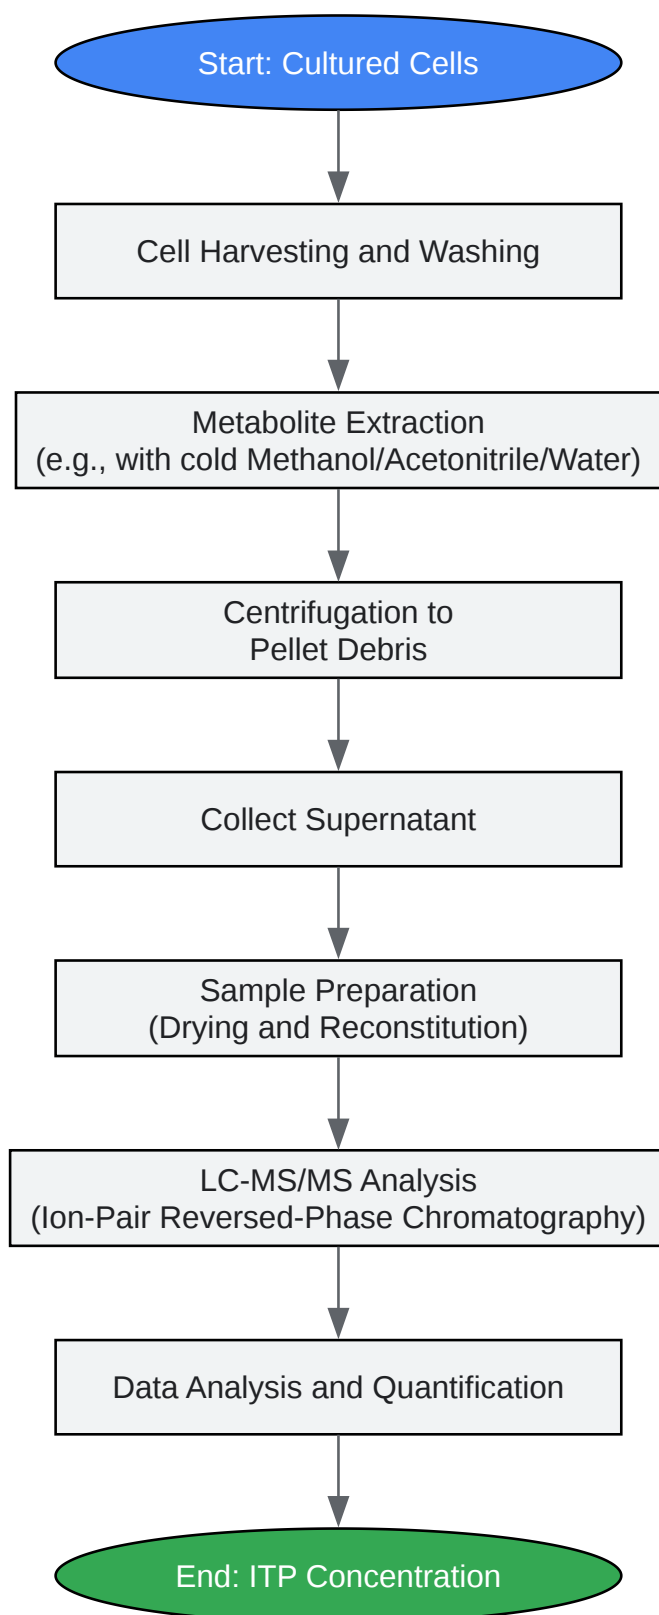 Start: Cultured Cells
Cell Harvesting and Washing
Metabolite Extraction
(e.g., with cold Methanol/Acetonitrile/Water)
Centrifugation to
Pellet Debris
Collect Supernatant
Sample Preparation
(Drying and Reconstitution)
LC-MS/MS Analysis
(Ion-Pair Reversed-Phase Chromatography)
Data Analysis and Quantification
End: ITP Concentration